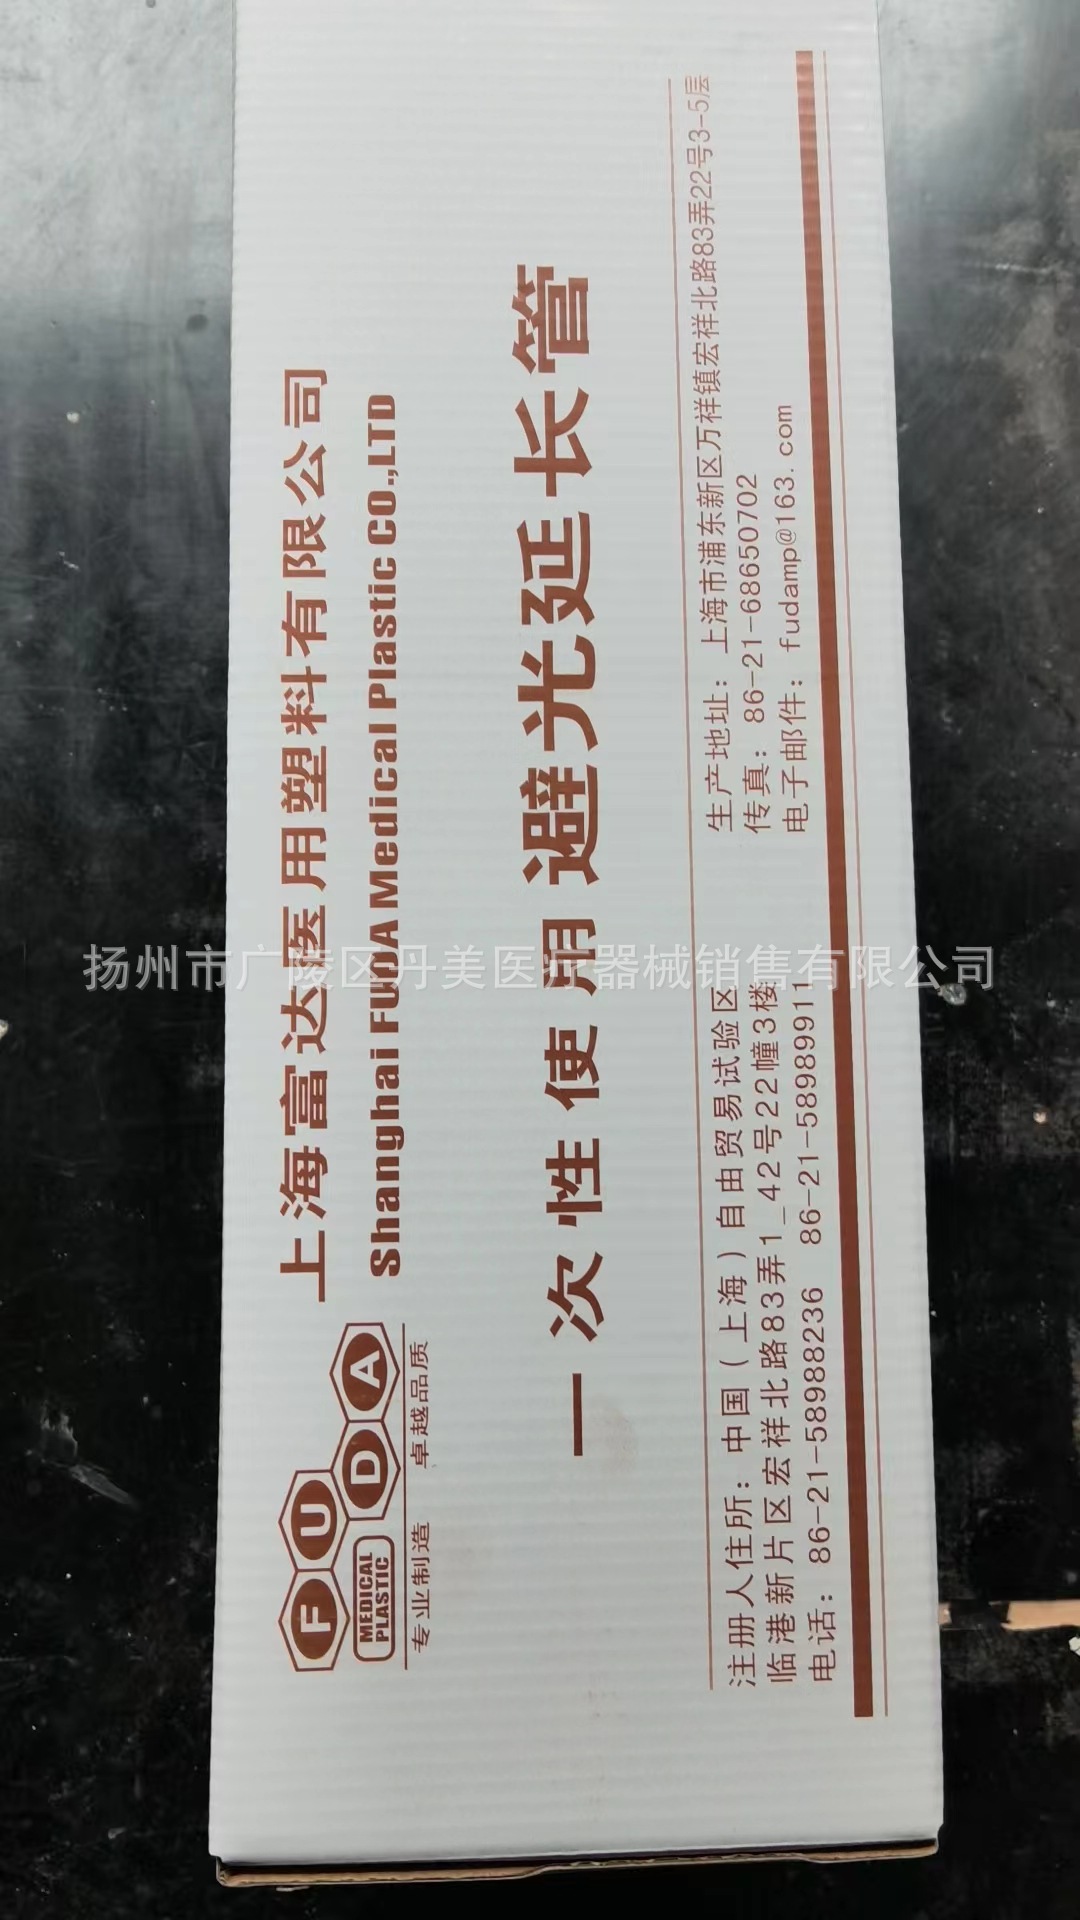 FUDA
MEDICAL
PLASTIC
专业制造 卓越品质
上海富达医用塑料有限公司
Shanghai FUDA Medical Plastic CO.,LTD
一次性使用避光延长管
注册人住所：中国（上海）自由贸易试验区
临港新片区宏祥北路83弄1_42号22幢3楼
电话：86-21-58988236 86-21-58989911
生产地址：上海市浦东新区万祥镇宏祥北路83弄22号3-5层
传真：86-21-68650702
电子邮件：fudamp@163.com
扬州市广陵区丹美医疗器械销售有限公司